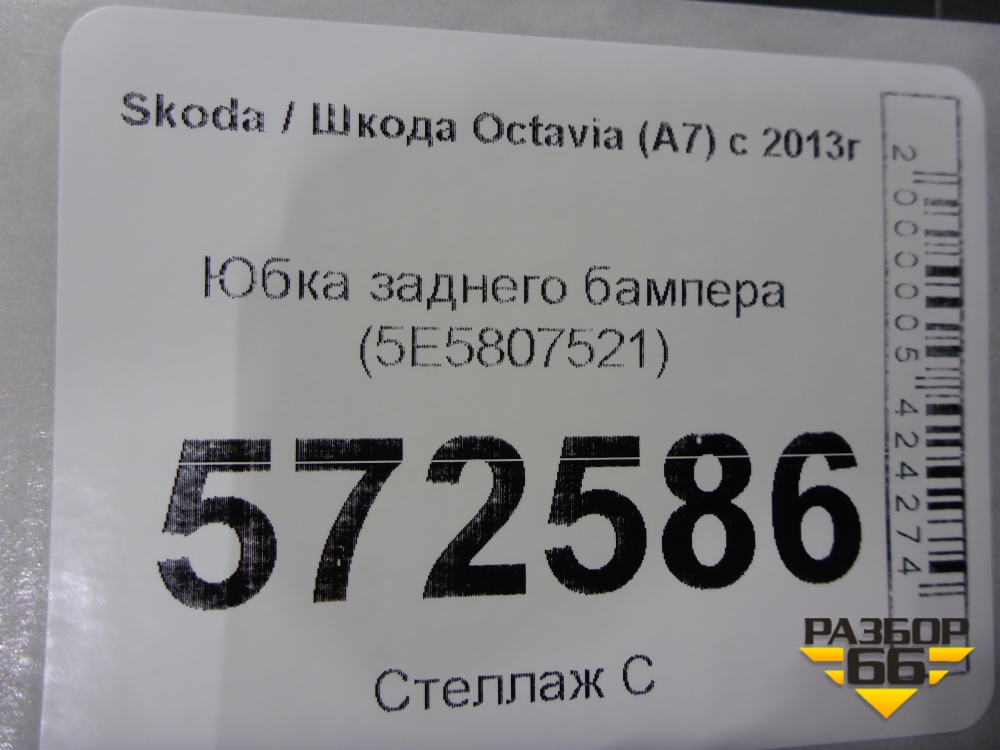 Skoda / Шкода Octavia (A7) с 2013г
Юбка заднего бампера
(5E5807521)
572586
Стеллаж С
2000005424274
РАЗБОР
66